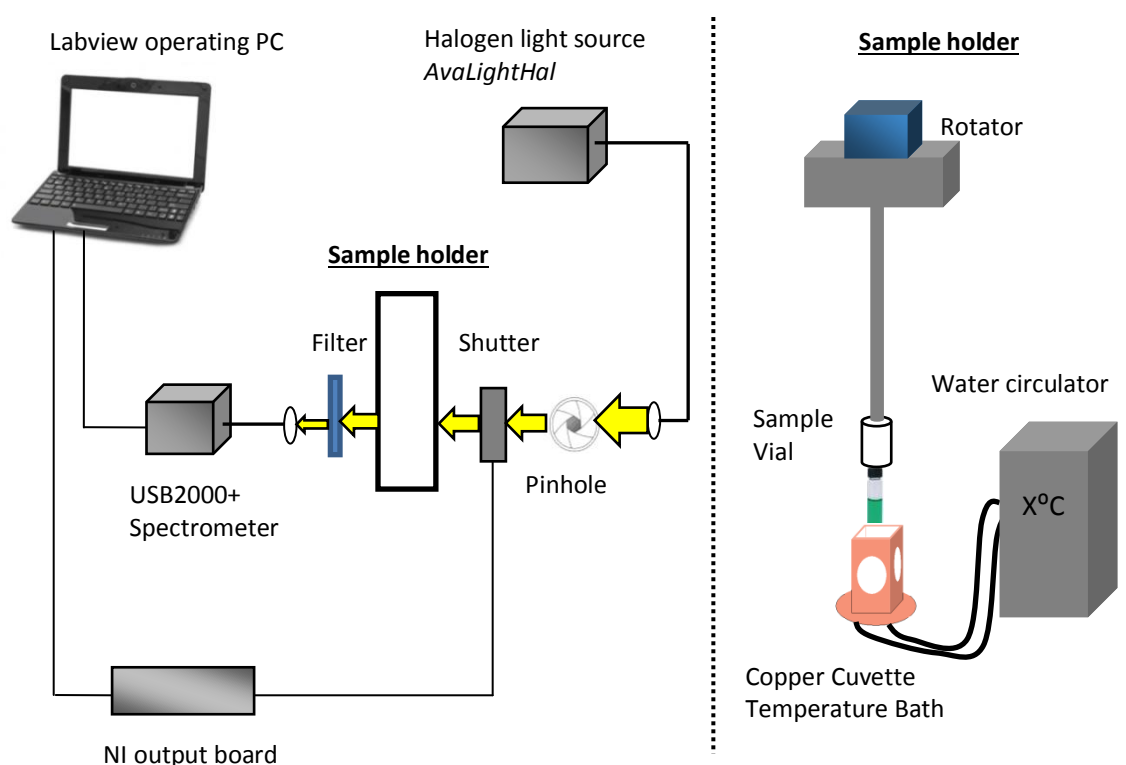 Labview operating PC
Halogen light source
AvaLightHal
Sample holder
Filter
Shutter
Pinhole
USB2000+
Spectrometer
NI output board
Sample holder
Rotator
Water circulator
Sample
Vial
XºC
Copper Cuvette
Temperature Bath